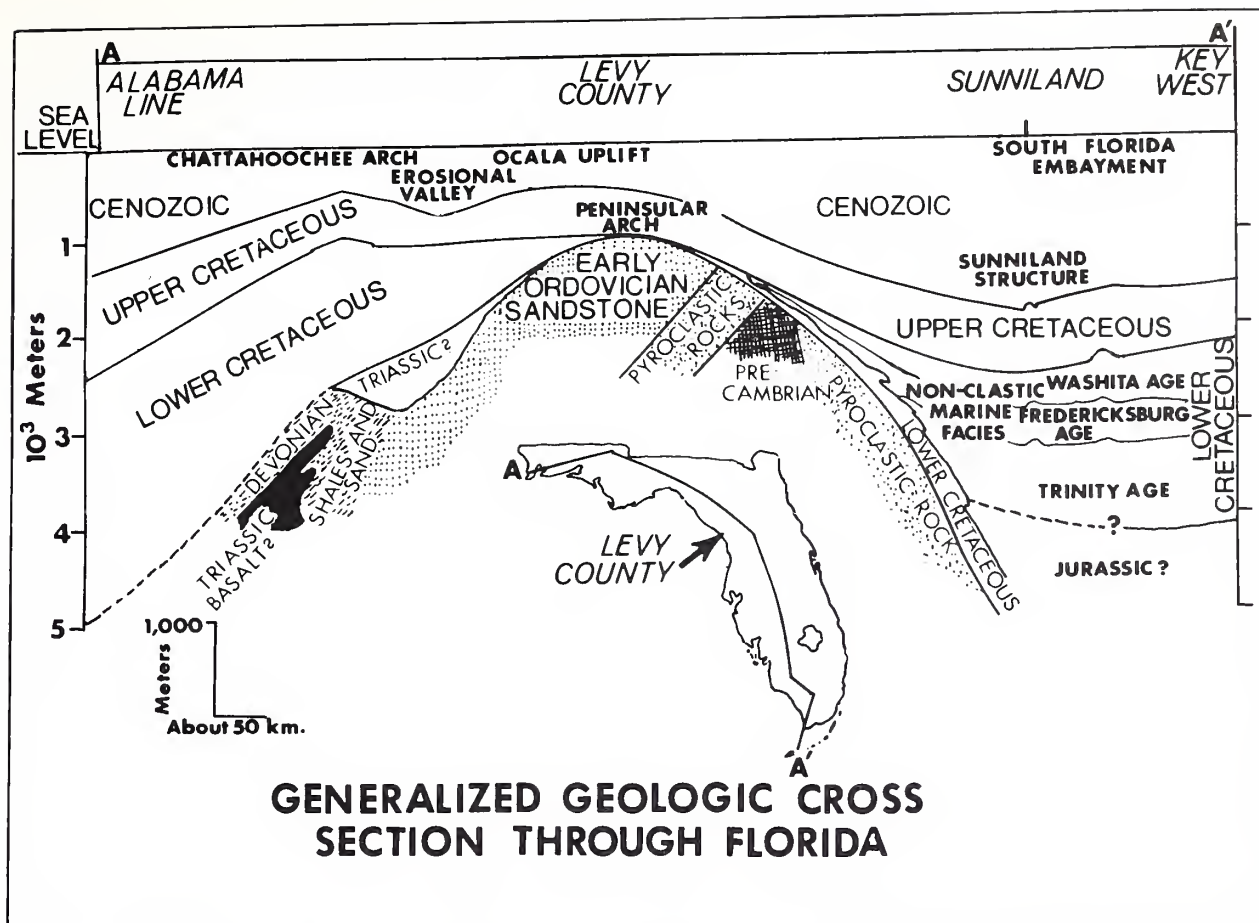 A
A'
ALABAMA
LINE
LEVY
COUNTY
SUNNILAND
KEY
WEST
SEA
LEVEL
CHATTAHOOCHEE ARCH
OCALA UPLIFT
SOUTH FLORIDA
EMBAYMENT
EROSIONAL
VALLEY
CENOZOIC
PENINSULAR
ARCH
CENOZOIC
UPPER CRETACEOUS
LOWER CRETACEOUS
EARLY
ORDOVICIAN
SANDSTONE
PYROCLASTIC
ROCKS
PRE
CAMBRIAN
SUNNILAND
STRUCTURE
UPPER CRETACEOUS
NON-CLASTIC
MARINE
FACIES
WASHITA AGE
FREDERICKSBURG
AGE
LOWER
CRETACEOUS
TRIASSIC?
DEVONIAN
SHALES AND
SAND
TRIASSIC
BASALT?
PYROCLASTIC ROCK
LOWER CRETACEOUS
TRINITY AGE
?
JURASSIC ?
10³ Meters
1
2
3
4
5
A
LEVY
COUNTY
A'
1,000
Meters
About 50 km.
GENERALIZED GEOLOGIC CROSS
SECTION THROUGH FLORIDA